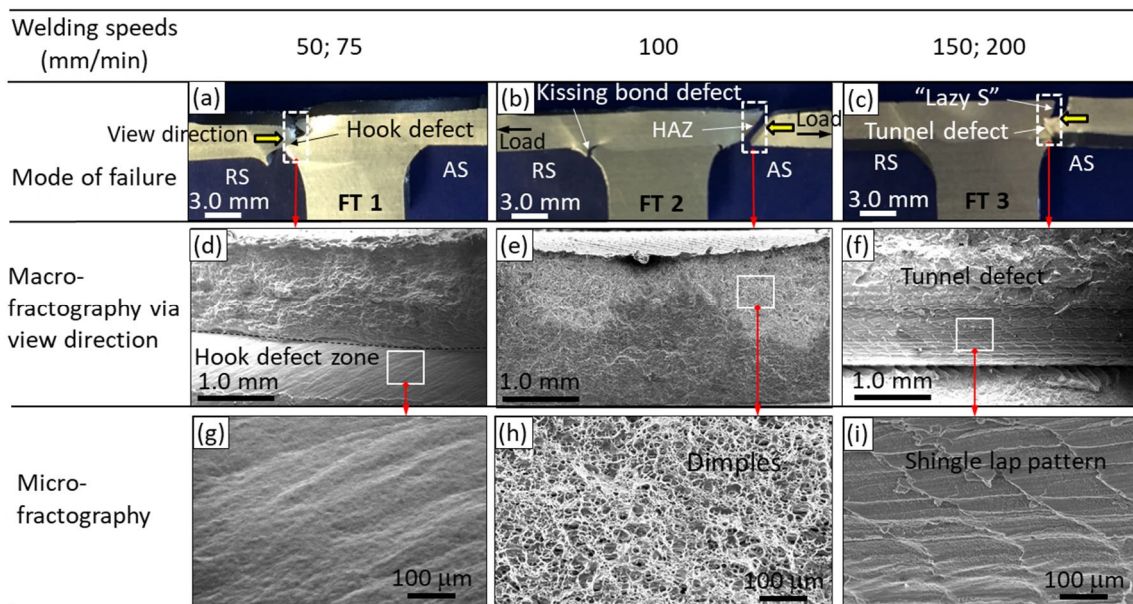 Welding speeds
(mm/min)
50; 75
100
150; 200
Mode of failure
(a)
View direction
Hook defect
RS
FT 1
AS
3.0 mm
(b)
Kissing bond defect
HAZ
Load
Load
RS
FT 2
AS
3.0 mm
(c)
“Lazy S”
Tunnel defect
RS
FT 3
AS
3.0 mm
Macro-
fractography via
view direction
(d)
Hook defect zone
1.0 mm
(e)
1.0 mm
(f)
Tunnel defect
1.0 mm
Micro-
fractography
(g)
100 μm
(h)
Dimples
100 μm
(i)
Shingle lap pattern
100 μm